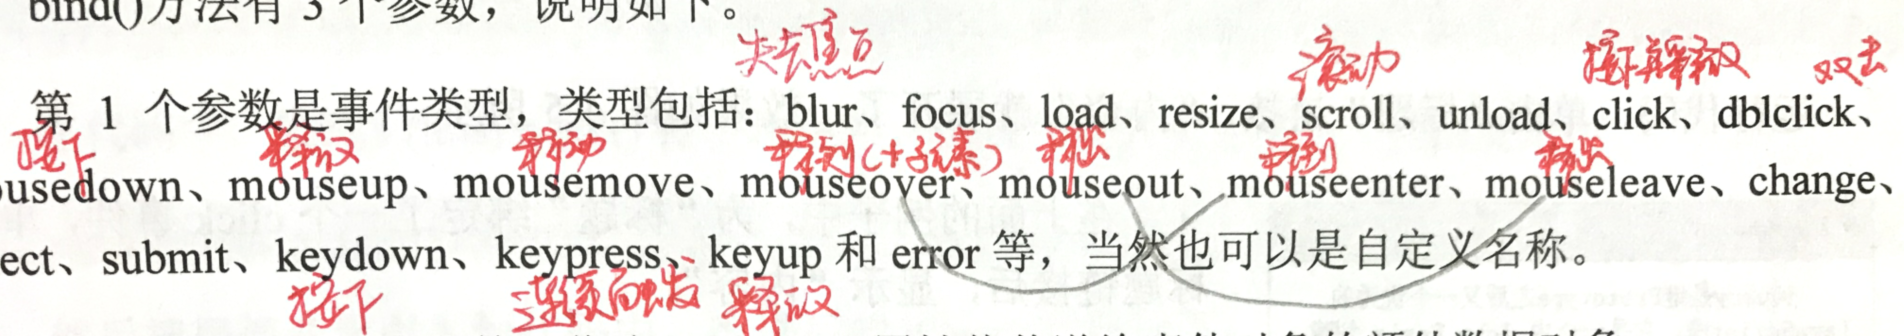 bind()方法有 3 个参数，说明如下。
失去焦点 滚动 按下再释放 双击
第 1 个参数是事件类型，类型包括：blur、focus、load、resize、scroll、unload、click、dblclick、
按下 释放 移动 移到(+子元素) 移出 移到 移出
ousedown、mouseup、mousemove、mouseover、mouseout、mouseenter、mouseleave、change、
ect、submit、keydown、keypress、keyup 和 error 等，当然也可以是自定义名称。
按下 连续 释放